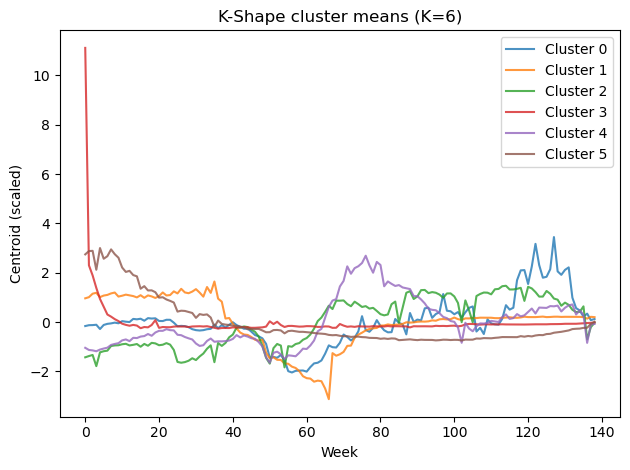 K-Shape cluster means (K=6)
Centroid (scaled)
10
8
6
4
2
0
−2
Cluster 0
Cluster 1
Cluster 2
Cluster 3
Cluster 4
Cluster 5
0 20 40 60 80 100 120 140
Week